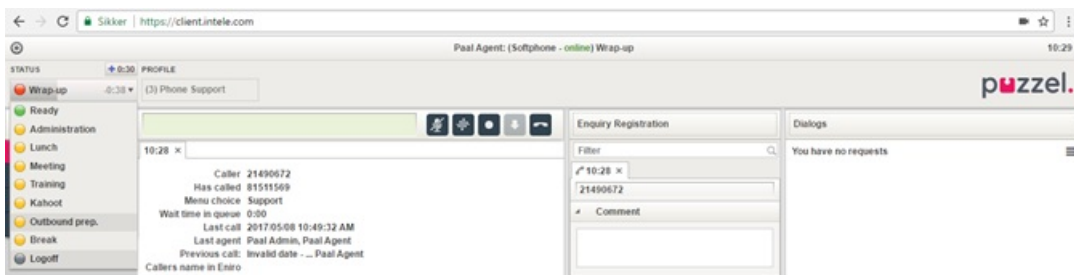 Sikker https://client.intele.com
Paal Agent: (Softphone - online) Wrap-up 10:29
STATUS +0:30 PROFILE
Wrap-up -0:38 (3) Phone Support
puzzel.
Ready
Administration
Lunch
Meeting
Training
Kahoot
Outbound prep.
Break
Logoff
10:28 ×
Caller 21490672
Has called 81511569
Menu choice Support
Wait time in queue 0:00
Last call 2017/05/08 10:49:32 AM
Last agent Paal Admin, Paal Agent
Previous call: Invalid date - ... Paal Agent
Callers name in Eniro
Enquiry Registration
Filter
10:28 ×
21490672
Comment
Dialogs
You have no requests